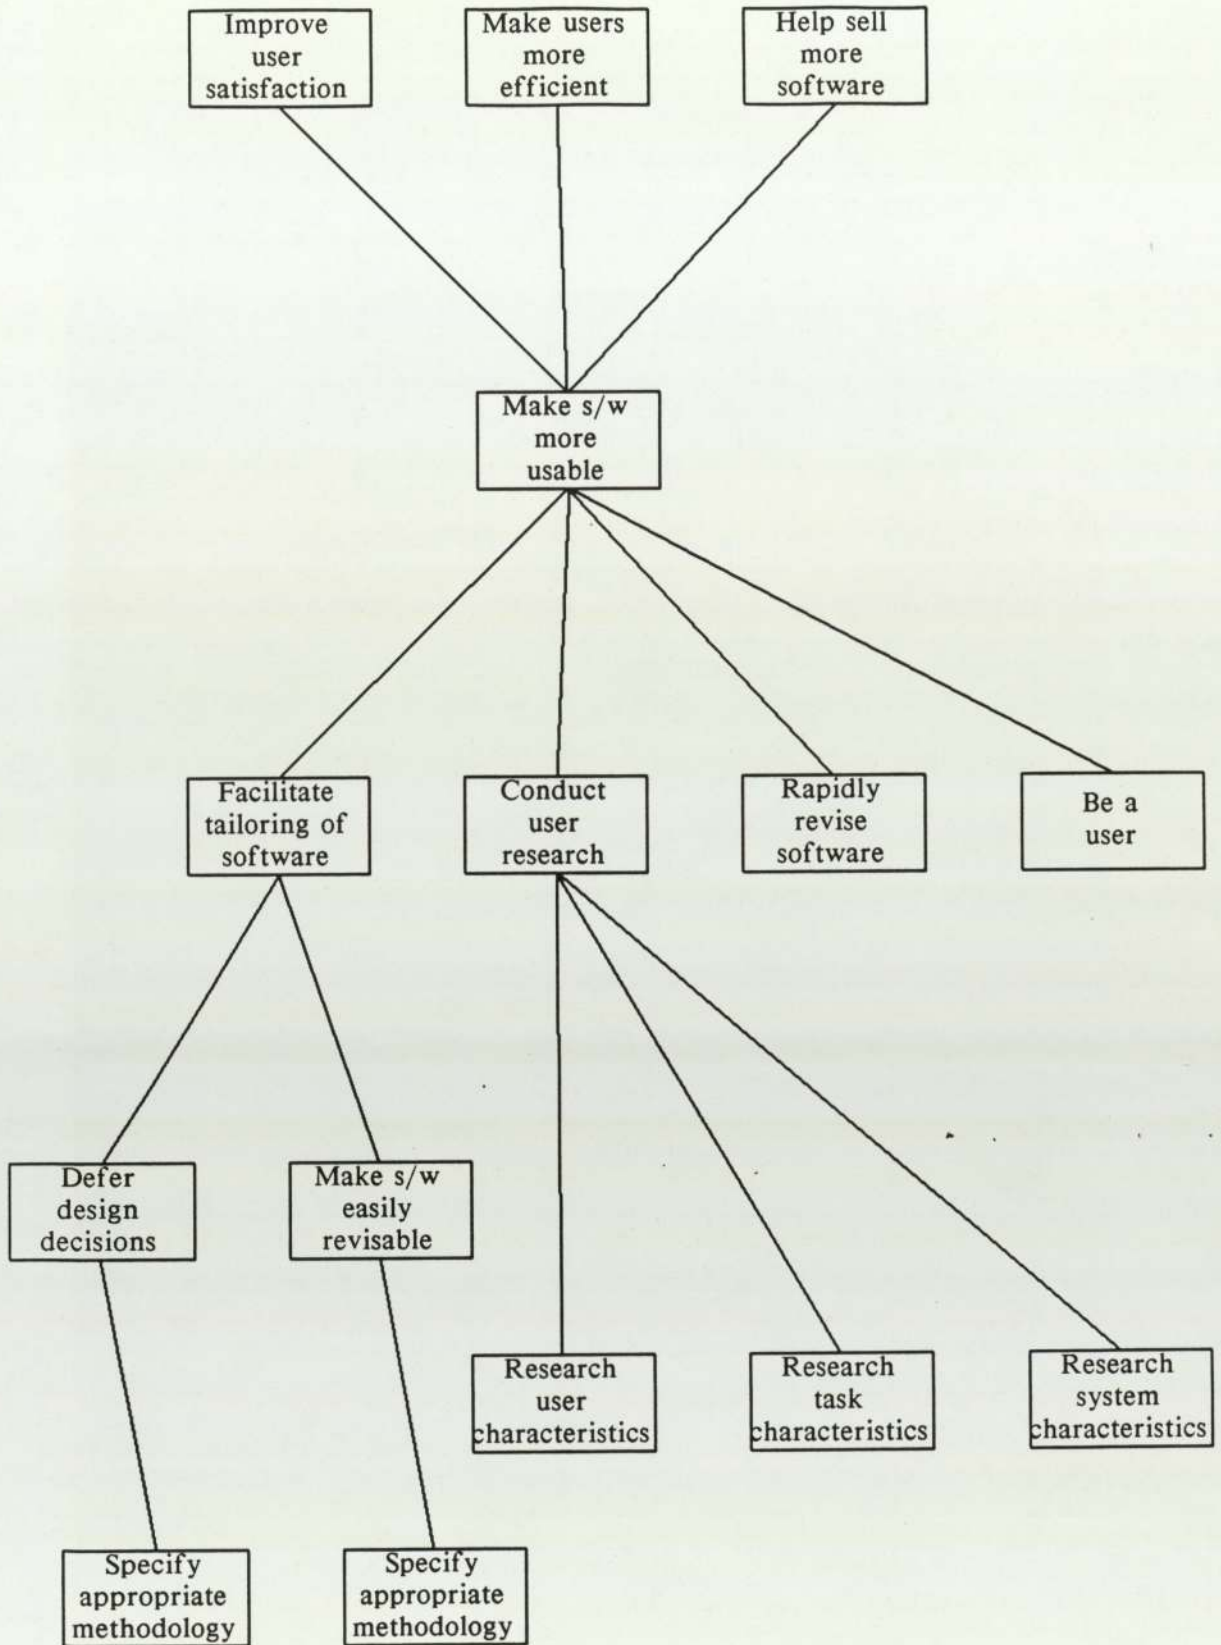 Improve
user
satisfaction
Make users
more
efficient
Help sell
more
software
Make s/w
more
usable
Facilitate
tailoring of
software
Conduct
user
research
Rapidly
revise
software
Be a
user
Defer
design
decisions
Make s/w
easily
revisable
Research
user
characteristics
Research
task
characteristics
Research
system
characteristics
Specify
appropriate
methodology
Specify
appropriate
methodology